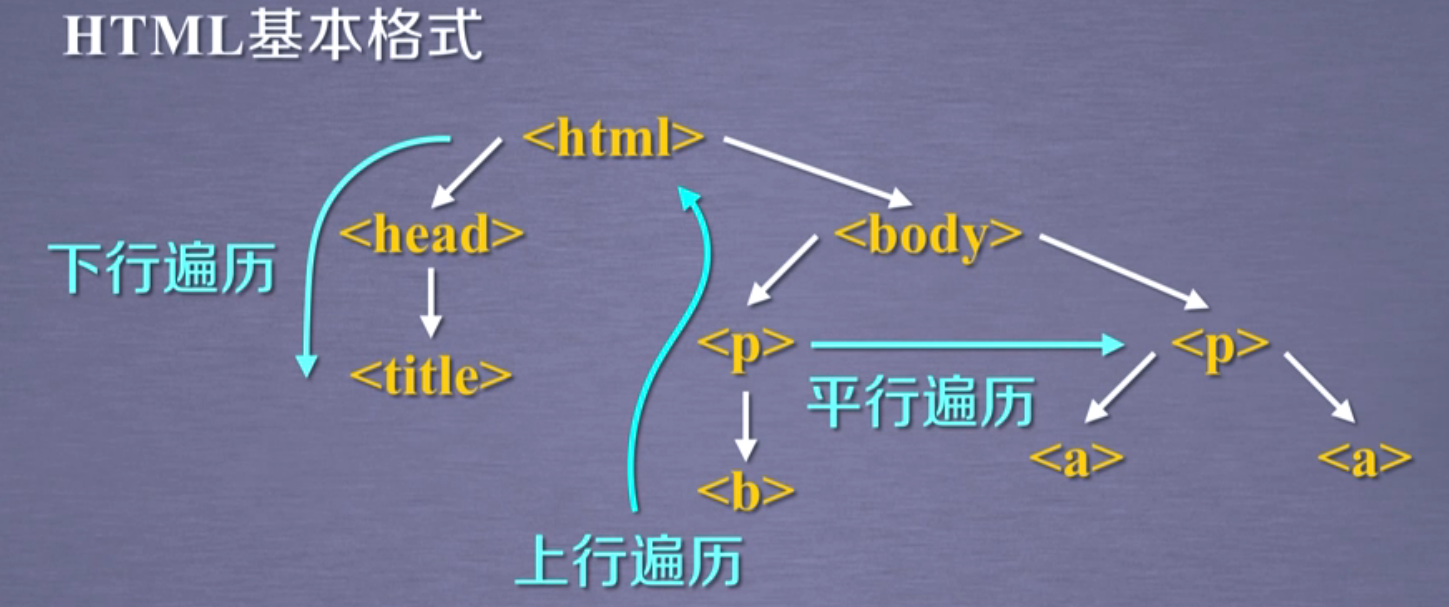 HTML基本格式
<html>
<head>
<body>
下行遍历
<p>
<p>
<title>
平行遍历
<a>
<a>
<b>
上行遍历